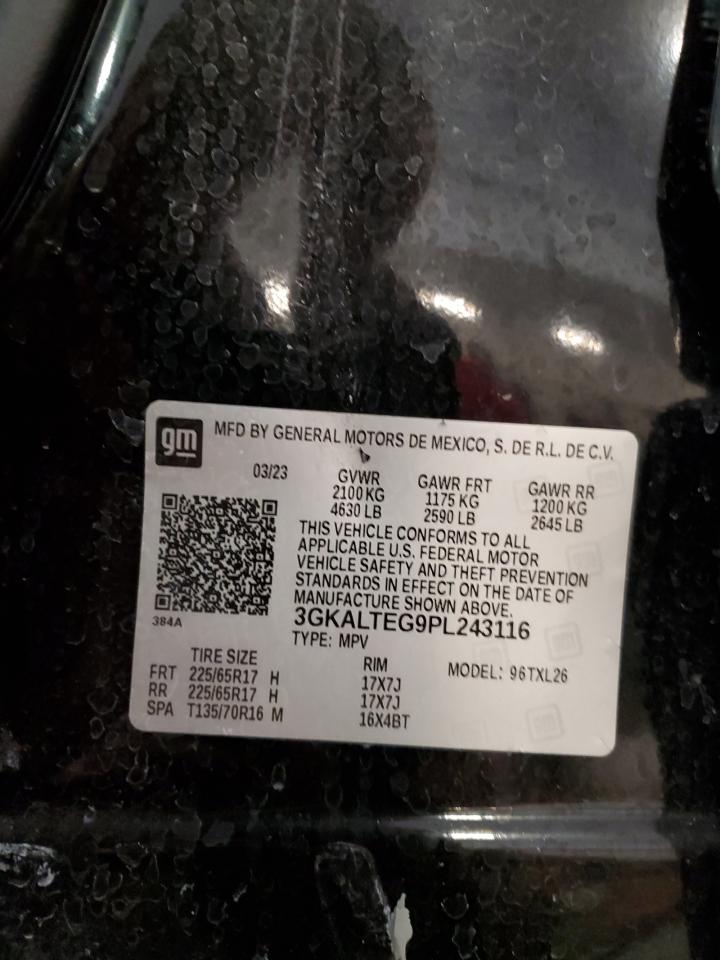 gm MFD BY GENERAL MOTORS DE MEXICO, S. DE R.L. DE C.V.
03/23 GVWR GAWR FRT GAWR RR
2100 KG 1175 KG 1200 KG
4630 LB 2590 LB 2645 LB
THIS VEHICLE CONFORMS TO ALL
APPLICABLE U.S. FEDERAL MOTOR
VEHICLE SAFETY AND THEFT PREVENTION
STANDARDS IN EFFECT ON THE DATE OF
MANUFACTURE SHOWN ABOVE.
384A 3GKALTEG9PL243116
TYPE: MPV
TIRE SIZE RIM MODEL: 96TXL26
FRT 225/65R17 H 17X7J
RR 225/65R17 H 17X7J
SPA T135/70R16 M 16X4BT